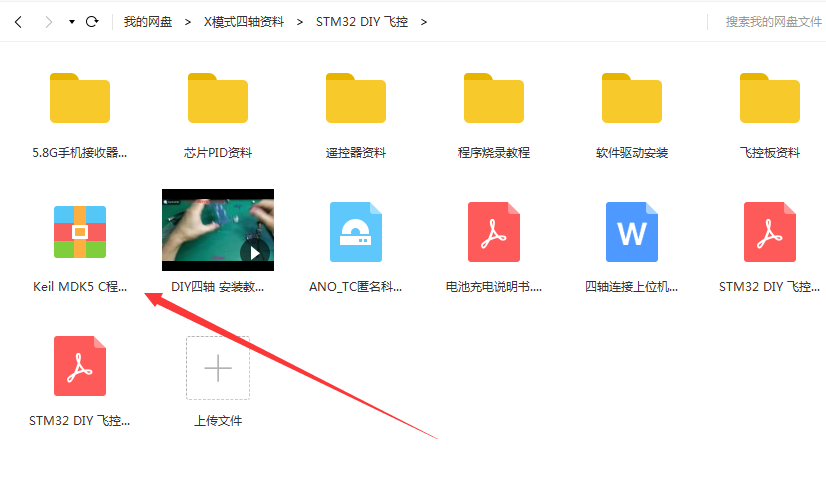 我的网盘 > X模式四轴资料 > STM32 DIY 飞控 > 搜索我的网盘文件
5.8G手机接收器... 芯片PID资料 遥控器资料 程序烧录教程 软件驱动安装 飞控板资料
W
Keil MDK5 C程... DIY四轴 安装教... ANO_TC匿名科... 电池充电说明书.... 四轴连接上位机... STM32 DIY 飞控...
STM32 DIY 飞控... 上传文件